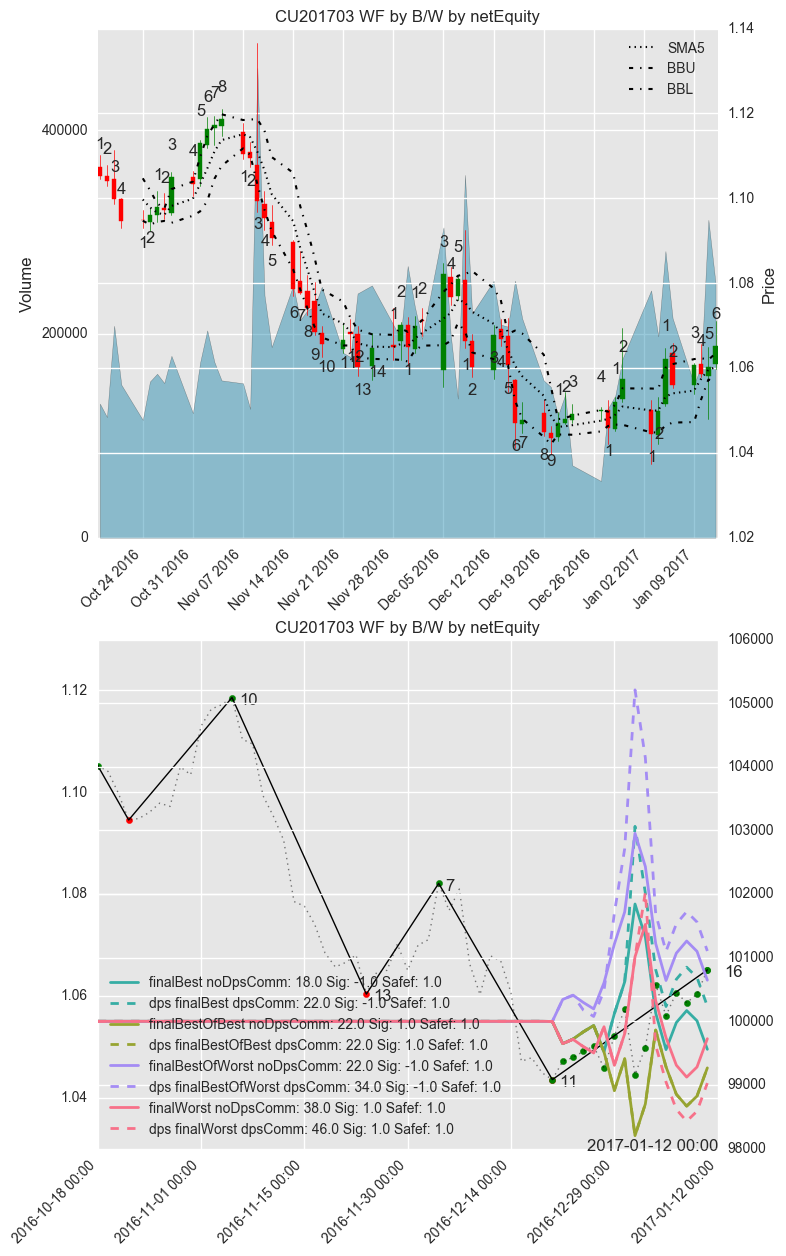 CU201703 WF by B/W by netEquity
SMA5
BBU
BBL
Volume
400000
200000
0
Price
1.14
1.12
1.10
1.08
1.06
1.04
1.02
Oct 24 2016
Oct 31 2016
Nov 07 2016
Nov 14 2016
Nov 21 2016
Nov 28 2016
Dec 05 2016
Dec 12 2016
Dec 19 2016
Dec 26 2016
Jan 02 2017
Jan 09 2017
CU201703 WF by B/W by netEquity
1.12
1.10
1.08
1.06
1.04
106000
105000
104000
103000
102000
101000
100000
99000
98000
10
13
7
11
16
finalBest noDpsComm: 18.0 Sig: -1.0 Safef: 1.0
dps finalBest dpsComm: 22.0 Sig: -1.0 Safef: 1.0
finalBestOfBest noDpsComm: 22.0 Sig: 1.0 Safef: 1.0
dps finalBestOfBest dpsComm: 22.0 Sig: 1.0 Safef: 1.0
finalBestOfWorst noDpsComm: 22.0 Sig: -1.0 Safef: 1.0
dps finalBestOfWorst dpsComm: 34.0 Sig: -1.0 Safef: 1.0
finalWorst noDpsComm: 38.0 Sig: 1.0 Safef: 1.0
dps finalWorst dpsComm: 46.0 Sig: 1.0 Safef: 1.0
2017-01-12 00:00
2016-10-18 00:00
2016-11-01 00:00
2016-11-15 00:00
2016-11-30 00:00
2016-12-14 00:00
2016-12-29 00:00
2017-01-12 00:00